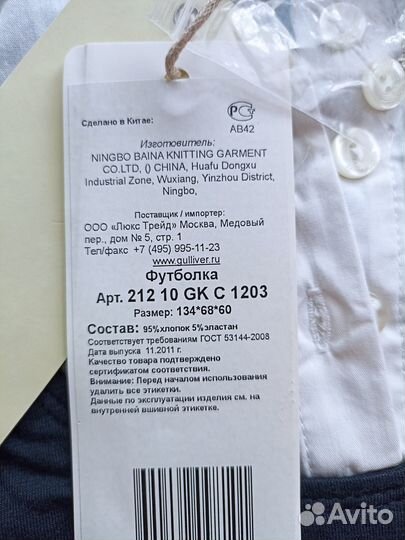 Сделано в Китае:
РСТ
АВ42
Изготовитель:
NINGBO BAINA KNITTING GARMENT
CO.LTD, () CHINA, Huafu Dongxu
Industrial Zone, Wuxiang, Yinzhou District,
Ningbo,
Поставщик / импортер:
ООО «Люкс Трейд» Москва, Медовый
пер., дом № 5, стр. 1
Тел/факс +7 (495) 995-11-23
www.gulliver.ru
Футболка
Арт. 212 10 GK C 1203
Размер: 134*68*60
Состав: 95%хлопок 5%эластан
Соответствует требованиям ГОСТ 53144-2008
Дата выпуска 11.2011 г.
Качество товара подтверждено
сертификатом соответствия.
Внимание: Перед началом использования
удалить все этикетки.
Данные по эксплуатации изделия см. на
внутренней вшивной этикетке.
Avito